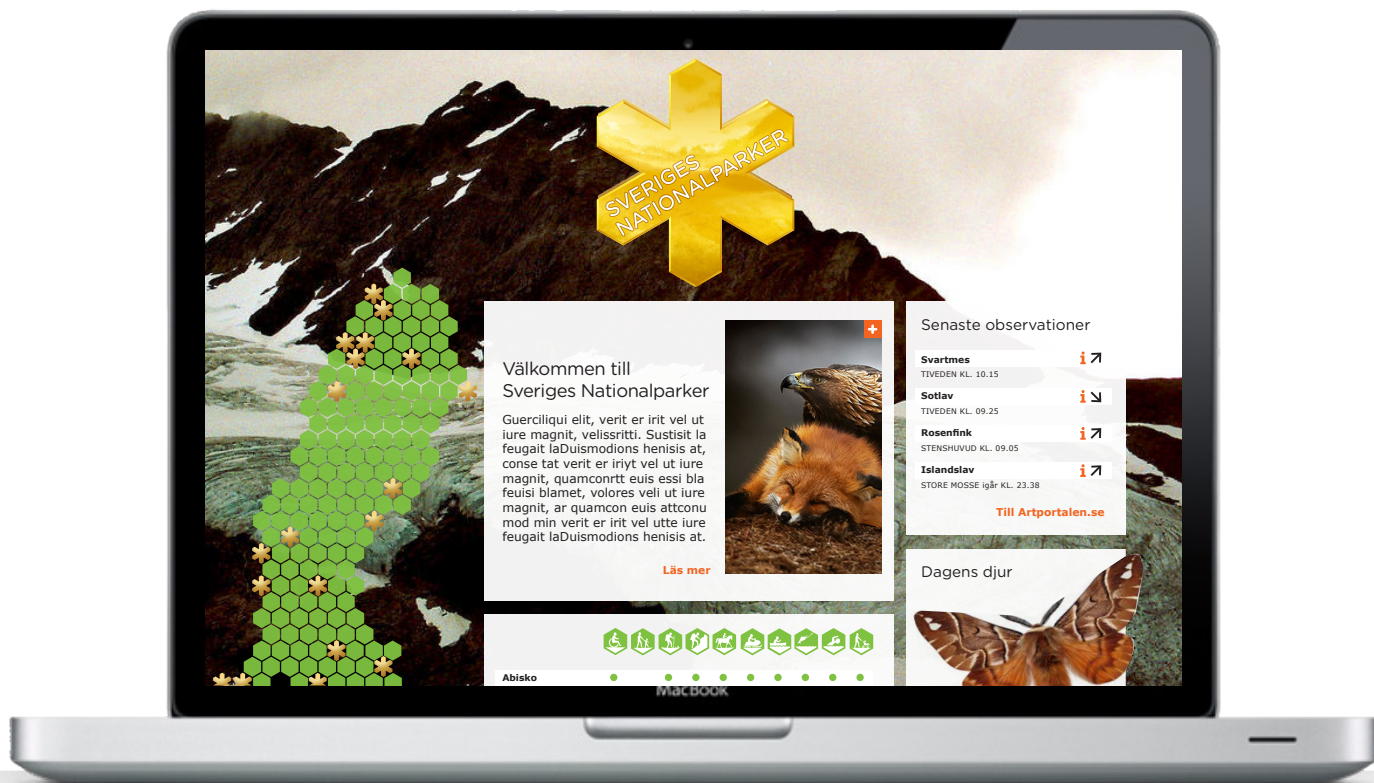 SVERIGES
NATIONALPARKER
Välkommen till
Sveriges Nationalparker
Guerciliqui elit, verit er irit vel ut
iure magnit, velissritti. Sustisit la
feugait laDuismodions henisis at,
conse tat verit er iriyt vel ut iure
magnit, quamconrtt euis essi bla
feuisi blamet, volores veli ut iure
magnit, ar quamcon euis attconu
mod min verit er irit vel utte iure
feugait laDuismodions henisis at.
Läs mer
Abisko
Senaste observationer
Svartmes
TIVEDEN KL. 10.15
Sotlav
TIVEDEN KL. 09.25
Rosenfink
STENSHUVUD KL. 09.05
Islandslav
STORE MOSSE igår KL. 23.38
Till Artportalen.se
Dagens djur
MacBook